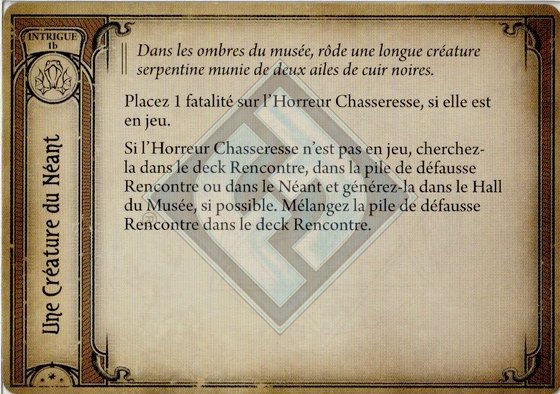 INTRIGUE
1b
Une Créature du Néant
Dans les ombres du musée, rôde une longue créature
serpentine munie de deux ailes de cuir noires.
Placez 1 fatalité sur l'Horreur Chasseresse, si elle est
en jeu.
Si l'Horreur Chasseresse n'est pas en jeu, cherchez-
la dans le deck Rencontre, dans la pile de défausse
Rencontre ou dans le Néant et générez-la dans le Hall
du Musée, si possible. Mélangez la pile de défausse
Rencontre dans le deck Rencontre.